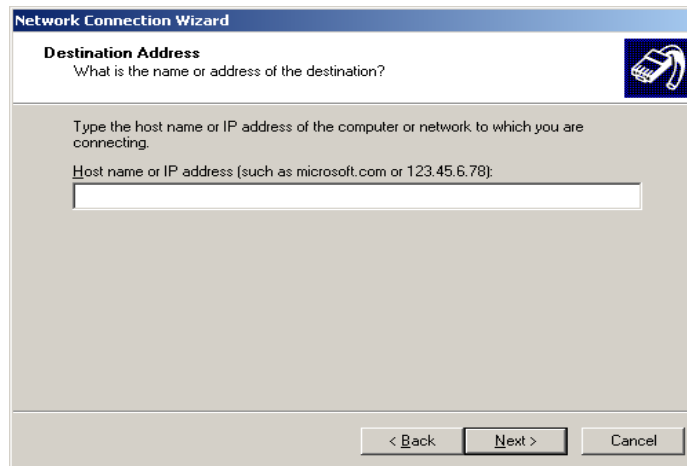 Network Connection Wizard
Destination Address
What is the name or address of the destination?
Type the host name or IP address of the computer or network to which you are
connecting.
Host name or IP address (such as microsoft.com or 123.45.6.78):
< Back Next > Cancel